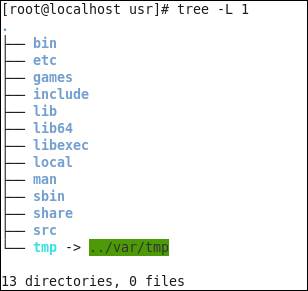 [root@localhost usr]# tree -L 1
.
├── bin
├── etc
├── games
├── include
├── lib
├── lib64
├── libexec
├── local
├── man
├── sbin
├── share
├── src
└── tmp -> ../var/tmp
13 directories, 0 files